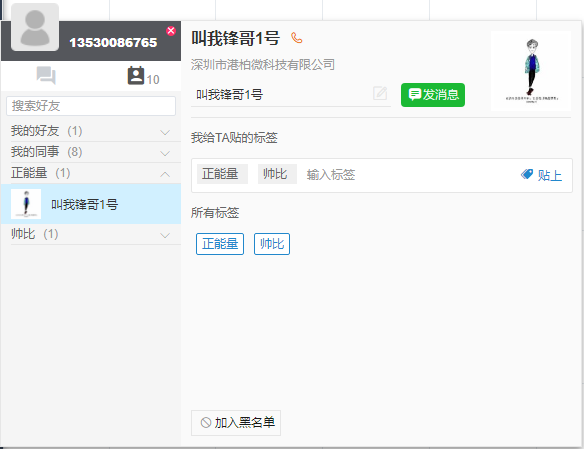 13530086765
10
搜索好友
我的好友 (1)
我的同事 (8)
正能量 (1)
叫我锋哥1号
帅比 (1)
叫我锋哥1号
深圳市港柏微科技有限公司
叫我锋哥1号
发消息
我给TA贴的标签
正能量 帅比 输入标签 贴上
所有标签
正能量 帅比
加入黑名单